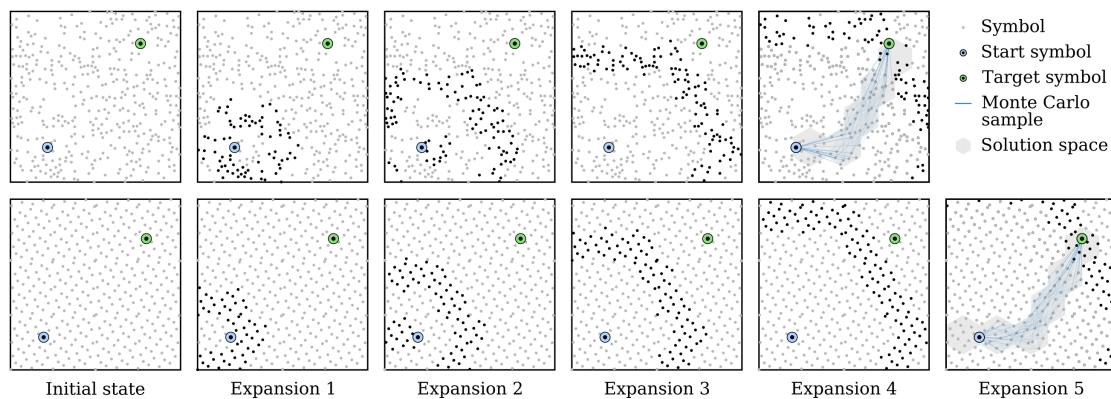 Symbol
Start symbol
Target symbol
Monte Carlo
sample
Solution space
Initial state
Expansion 1
Expansion 2
Expansion 3
Expansion 4
Expansion 5